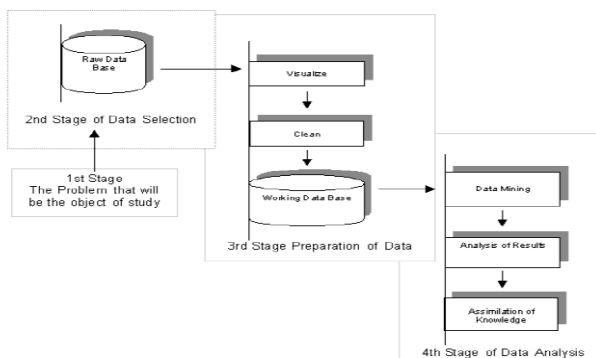 Raw Data
Base
2nd Stage of Data Selection
1st Stage
The Problem that will
be the object of study
Visualize
Clean
Working Data Base
3rd Stage Preparation of Data
Data Mining
Analysis of Results
Assimilation of
Knowledge
4th Stage of Data Analysis